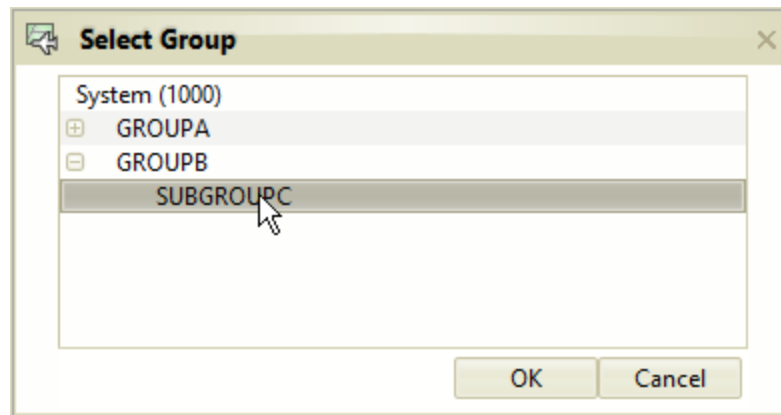 Select Group
System (1000)
GROUPA
GROUPB
SUBGROUPC
OK Cancel